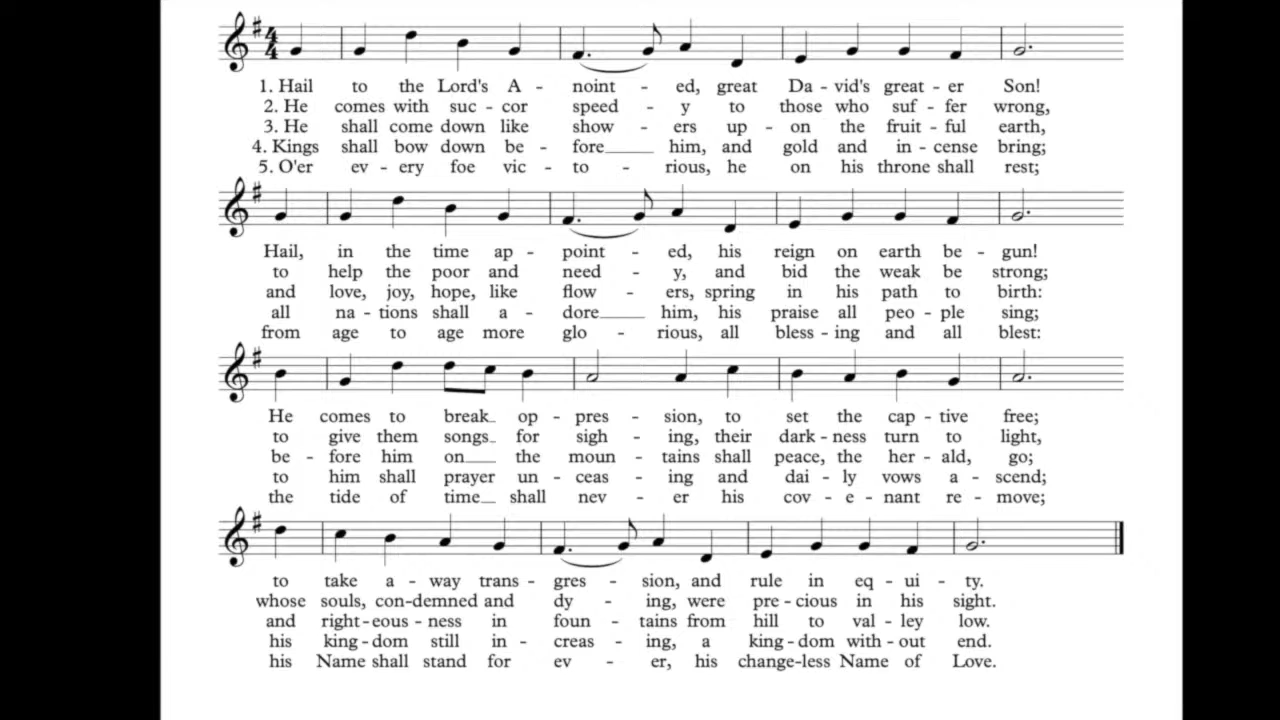 4 4
1. Hail to the Lord's A - noint - ed, great Da - vid's great - er Son!
2. He comes with suc - cor speed - y to those who suf - fer wrong,
3. He shall come down like show - ers up - on the fruit - ful earth,
4. Kings shall bow down be - fore____ him, and gold and in - cense bring;
5. O'er ev - ery foe vic - to - rious, he on his throne shall rest;
Hail, in the time ap - point - ed, his reign on earth be - gun!
to help the poor and need - y, and bid the weak be strong;
and love, joy, hope, like flow - ers, spring in his path to birth:
all na - tions shall a - dore____ him, his praise all peo - ple sing;
from age to age more glo - rious, all bless - ing and all blest:
He comes to break_ op - pres - sion, to set the cap - tive free;
to give them songs_ for sigh - ing, their dark - ness turn to light,
be - fore him on___ the moun - tains shall peace, the her - ald, go;
to him shall prayer un - ceas - ing and dai - ly vows a - scend;
the tide of time__ shall nev - er his cov - e - nant re - move;
to take a - way trans - gres - sion, and rule in eq - ui - ty.
whose souls, con - demned and dy - ing, were pre - cious in his sight.
and right - eous - ness in foun - tains from hill to val - ley low.
his king - dom still in - creas - ing, a king - dom with - out end.
his Name shall stand for ev - er, his change - less Name of Love.